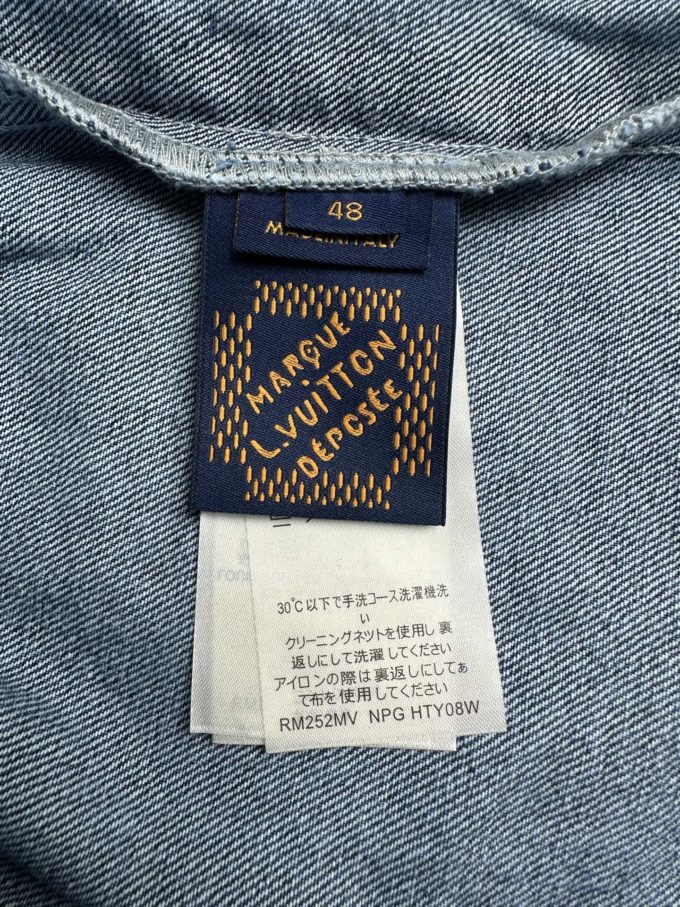 48
MADE IN ITALY
MARQUE
L.VUITTON
DÉPOSÉE
30℃以下で手洗コース洗濯機洗
い
クリーニングネットを使用し 裏
返しにして洗濯してください
アイロンの際は裏返しにしてあ
て布を使用してください
RM252MV NPG HTY08W